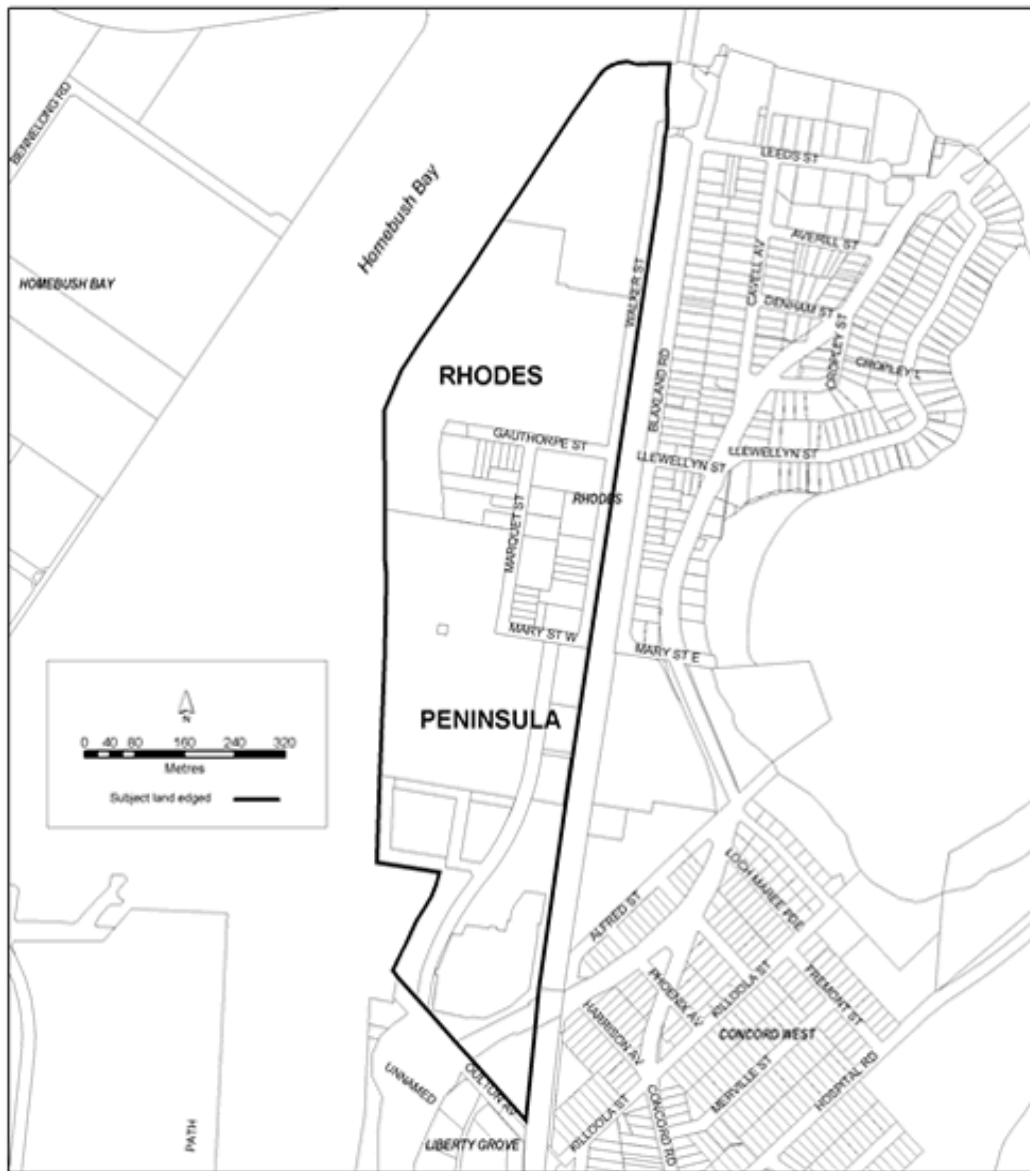 BENNELONG RD
Homebush Bay
HOMEBUSH BAY
LEEDS ST
AVERILL ST
CAVELL AV
DENHAM ST
CROPLEY ST
CROPLEY L
WALKER ST
BLAXLAND RD
RHODES
GAUTHORPE ST
LLEWELLYN ST
LLEWELLYN ST
RHODES
MARQUET ST
MARY ST W
MARY ST E
PENINSULA
N
0 40 80 160 240 320
Metres
Subject land edged
LOCH MAREE PDE
ALFRED ST
FREMONT ST
PHOENIX AV
KILLOOLA ST
HARRISON AV
CONCORD WEST
MERVILLE ST
HOSPITAL RD
OULTON AV
UNNAMED
KILLOOLA ST
CONCORD RD
PATH
LIBERTY GROVE